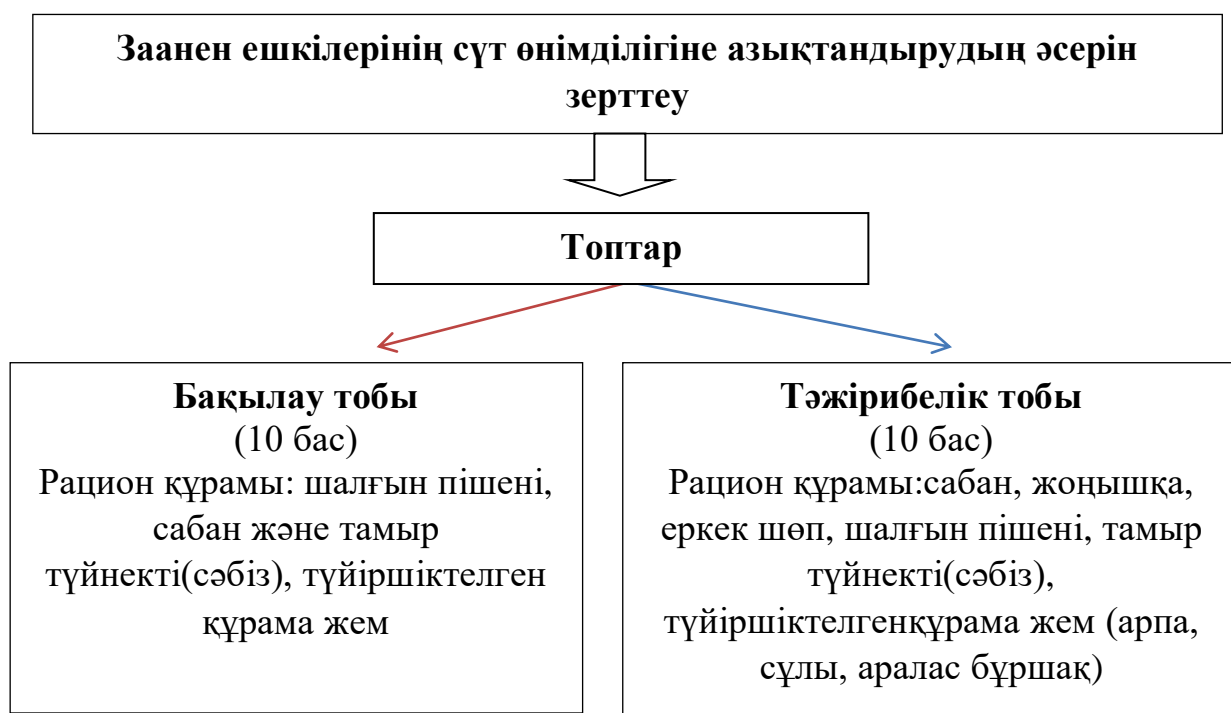 Заанен ешкілерінің сүт өнімділігіне азықтандырудың әсерін
зерттеу
Топтар
Бақылау тобы
(10 бас)
Рацион құрамы: шалғын пішені,
сабан және тамыр
түйнекті(сәбіз), түйіршіктелген
құрама жем
Тәжірибелік тобы
(10 бас)
Рацион құрамы:сабан, жоңышқа,
еркек шөп, шалғын пішені, тамыр
түйнекті(сәбіз),
түйіршіктелгенқұрама жем (арпа,
сұлы, аралас бұршақ)